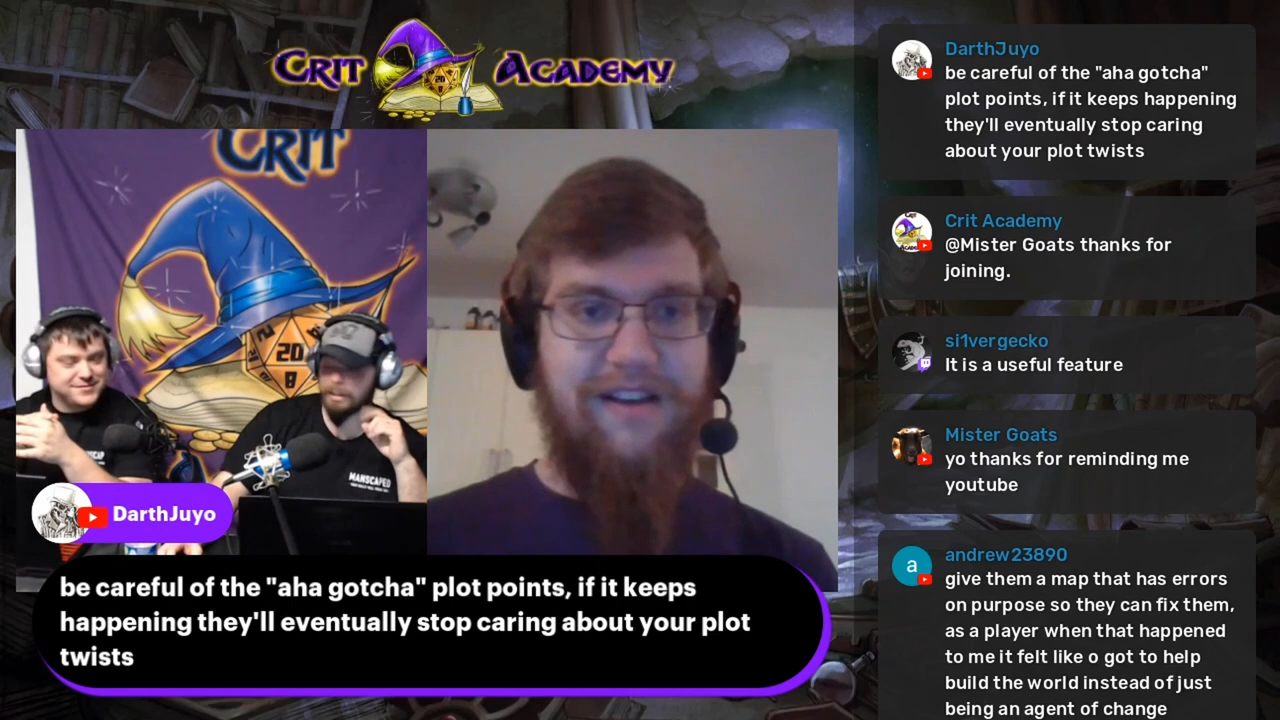 CRIT ACADEMY
CRIT
20
8
MANSCAPED
DarthJuyo
be careful of the "aha gotcha" plot points, if it keeps
happening they'll eventually stop caring about your plot
twists
DarthJuyo
be careful of the "aha gotcha"
plot points, if it keeps happening
they'll eventually stop caring
about your plot twists
Crit Academy
@Mister Goats thanks for
joining.
si1vergecko
It is a useful feature
Mister Goats
yo thanks for reminding me
youtube
a
andrew23890
give them a map that has errors
on purpose so they can fix them,
as a player when that happened
to me it felt like o got to help
build the world instead of just
being an agent of change